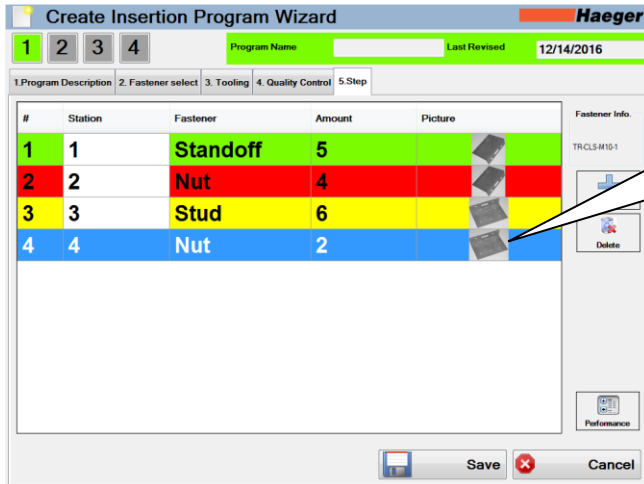 Create Insertion Program Wizard
Haeger
1 2 3 4
Program Name
Last Revised
12/14/2016
1.Program Description 2. Fastener select 3. Tooling 4. Quality Control 5.Step
# Station Fastener Amount Picture
Fastener Info.
1 1 Standoff 5
TR-CLS-M10-1
2 2 Nut 4
3 3 Stud 6
4 4 Nut 2
Delete
Performance
Save
Cancel